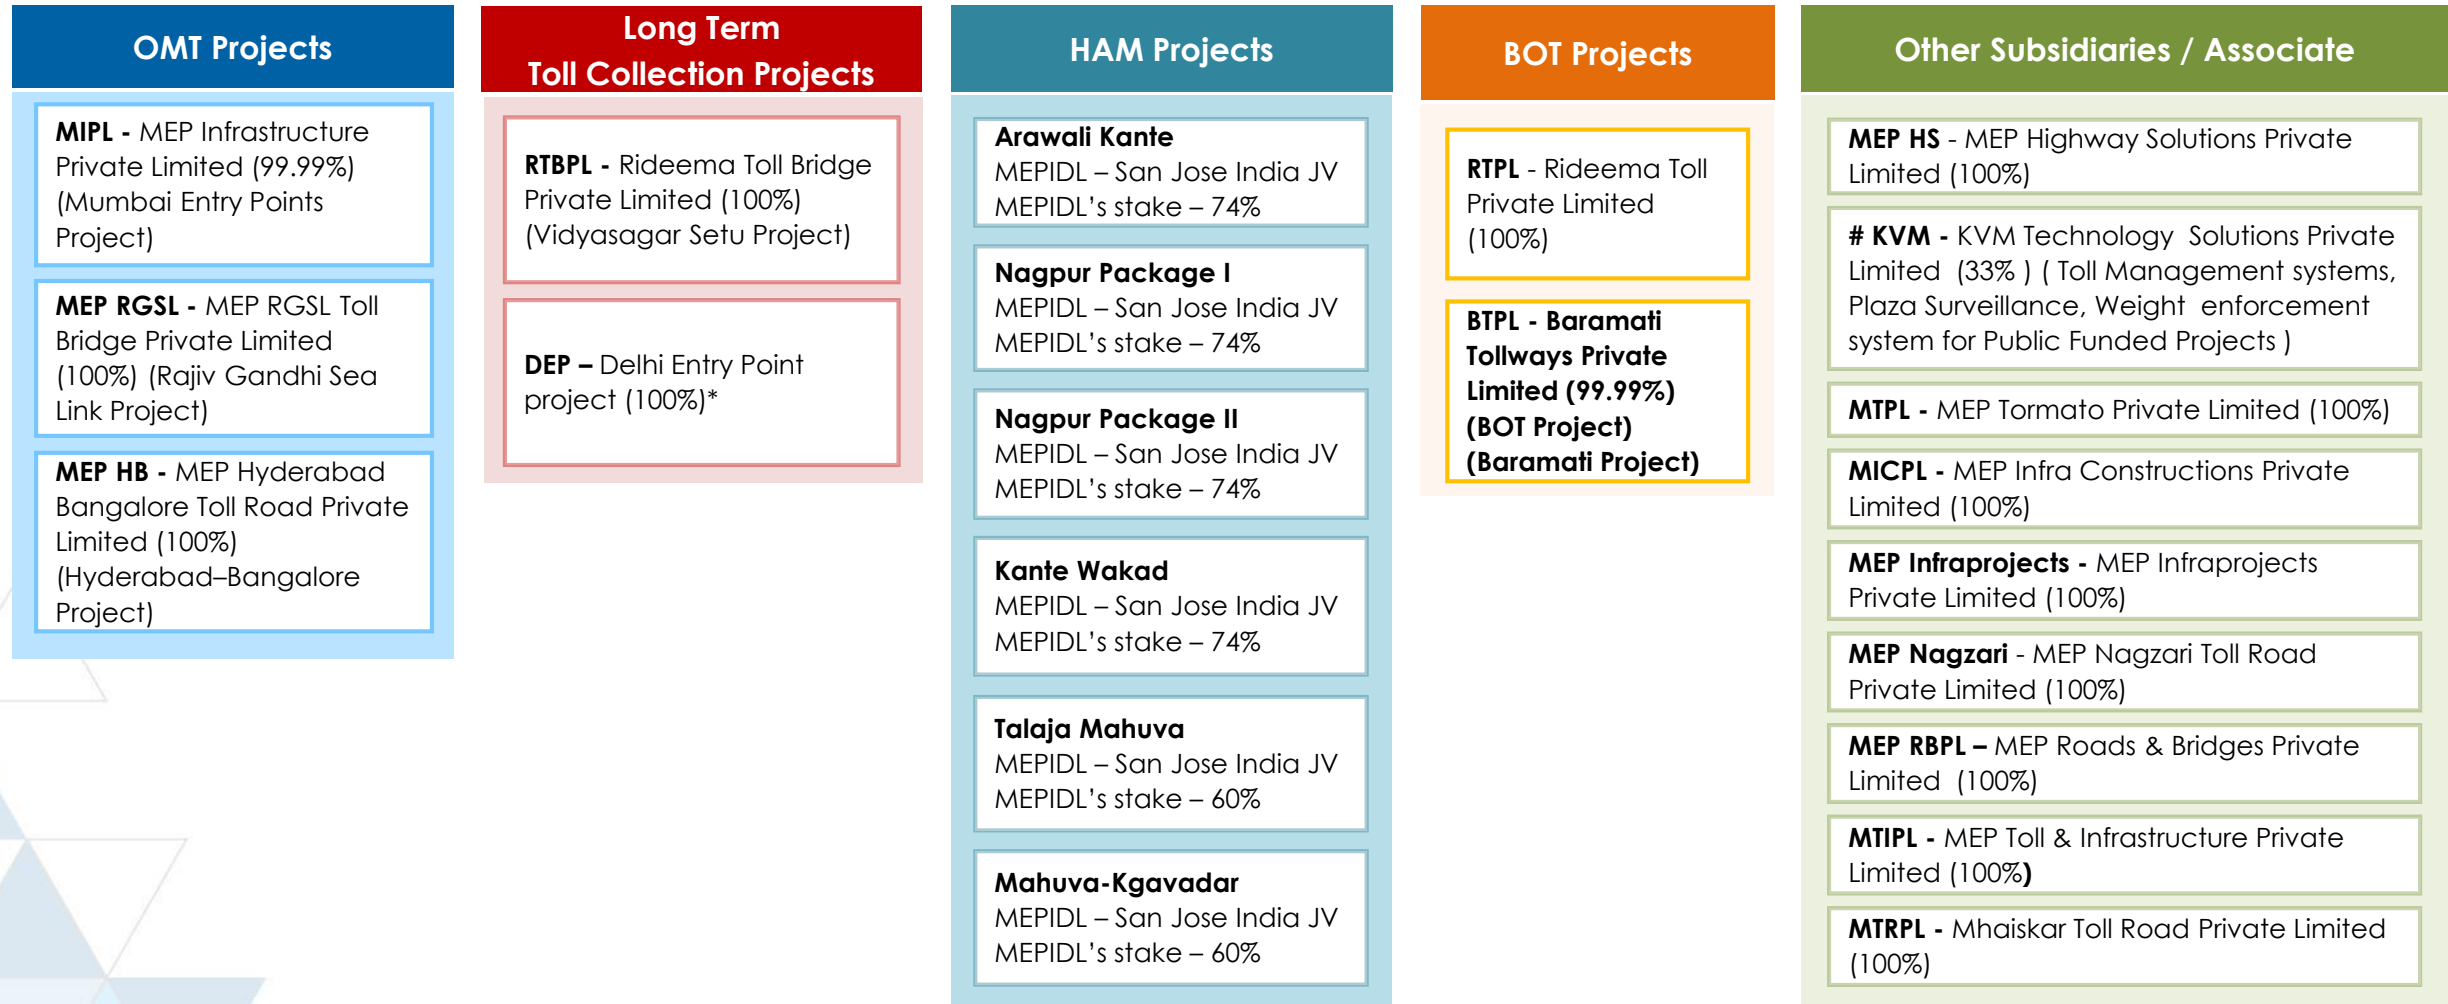 OMT Projects
MIPL - MEP Infrastructure
Private Limited (99.99%)
(Mumbai Entry Points
Project)
MEP RGSL - MEP RGSL Toll
Bridge Private Limited
(100%) (Rajiv Gandhi Sea
Link Project)
MEP HB - MEP Hyderabad
Bangalore Toll Road Private
Limited (100%)
(Hyderabad–Bangalore
Project)
Long Term
Toll Collection Projects
RTBPL - Rideema Toll Bridge
Private Limited (100%)
(Vidyasagar Setu Project)
DEP – Delhi Entry Point
project (100%)*
HAM Projects
Arawali Kante
MEPIDL – San Jose India JV
MEPIDL’s stake – 74%
Nagpur Package I
MEPIDL – San Jose India JV
MEPIDL’s stake – 74%
Nagpur Package II
MEPIDL – San Jose India JV
MEPIDL’s stake – 74%
Kante Wakad
MEPIDL – San Jose India JV
MEPIDL’s stake – 74%
Talaja Mahuva
MEPIDL – San Jose India JV
MEPIDL’s stake – 60%
Mahuva-Kgavadar
MEPIDL – San Jose India JV
MEPIDL’s stake – 60%
BOT Projects
RTPL - Rideema Toll
Private Limited
(100%)
BTPL - Baramati
Tollways Private
Limited (99.99%)
(BOT Project)
(Baramati Project)
Other Subsidiaries / Associate
MEP HS - MEP Highway Solutions Private
Limited (100%)
# KVM - KVM Technology Solutions Private
Limited (33% ) ( Toll Management systems,
Plaza Surveillance, Weight enforcement
system for Public Funded Projects )
MTPL - MEP Tormato Private Limited (100%)
MICPL - MEP Infra Constructions Private
Limited (100%)
MEP Infraprojects - MEP Infraprojects
Private Limited (100%)
MEP Nagzari - MEP Nagzari Toll Road
Private Limited (100%)
MEP RBPL – MEP Roads & Bridges Private
Limited (100%)
MTIPL - MEP Toll & Infrastructure Private
Limited (100%)
MTRPL - Mhaiskar Toll Road Private Limited
(100%)